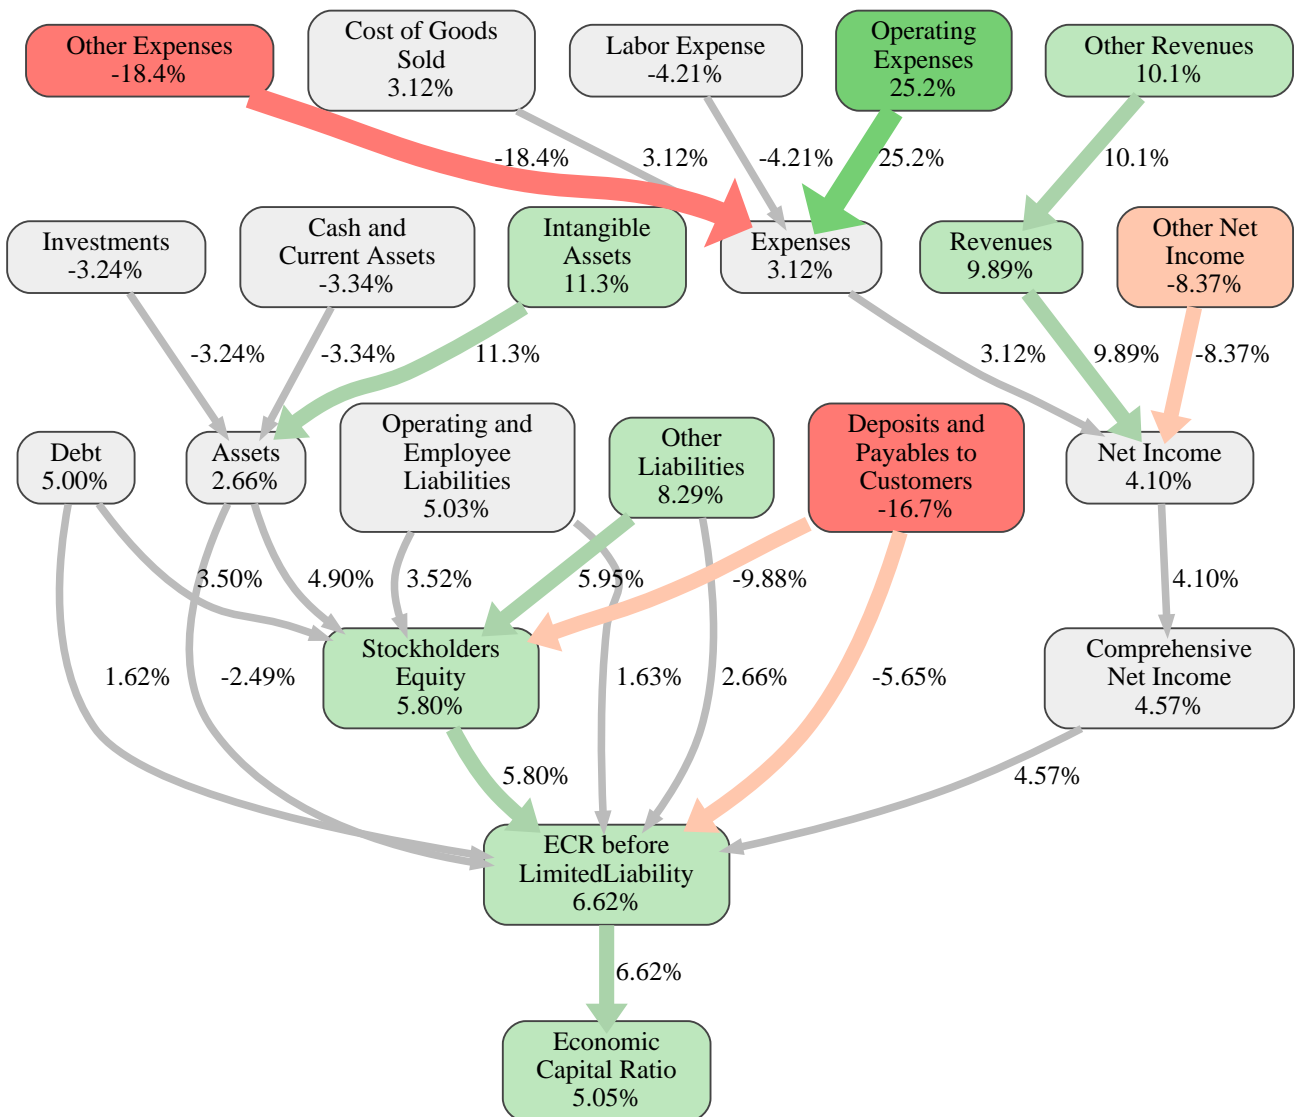 Other Expenses
-18.4%
Cost of Goods
Sold
3.12%
Labor Expense
-4.21%
Operating
Expenses
25.2%
Other Revenues
10.1%
-18.4%
3.12%
-4.21%
25.2%
10.1%
Investments
-3.24%
Cash and
Current Assets
-3.34%
Intangible
Assets
11.3%
Expenses
3.12%
Revenues
9.89%
Other Net
Income
-8.37%
-3.24%
-3.34%
11.3%
3.12%
9.89%
-8.37%
Debt
5.00%
Assets
2.66%
Operating and
Employee
Liabilities
5.03%
Other
Liabilities
8.29%
Deposits and
Payables to
Customers
-16.7%
Net Income
4.10%
3.50%
4.90%
3.52%
5.95%
-9.88%
4.10%
Stockholders
Equity
5.80%
Comprehensive
Net Income
4.57%
1.62%
-2.49%
1.63%
2.66%
-5.65%
5.80%
4.57%
ECR before
LimitedLiability
6.62%
6.62%
Economic
Capital Ratio
5.05%